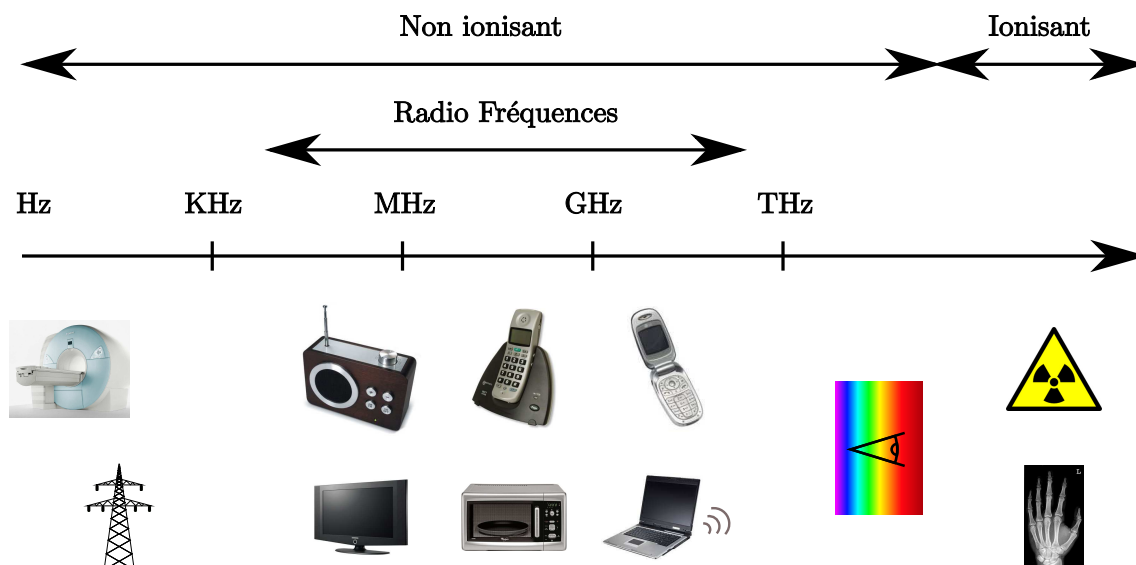 Non ionisant
Ionisant
Radio Fréquences
Hz
KHz
MHz
GHz
THz
L